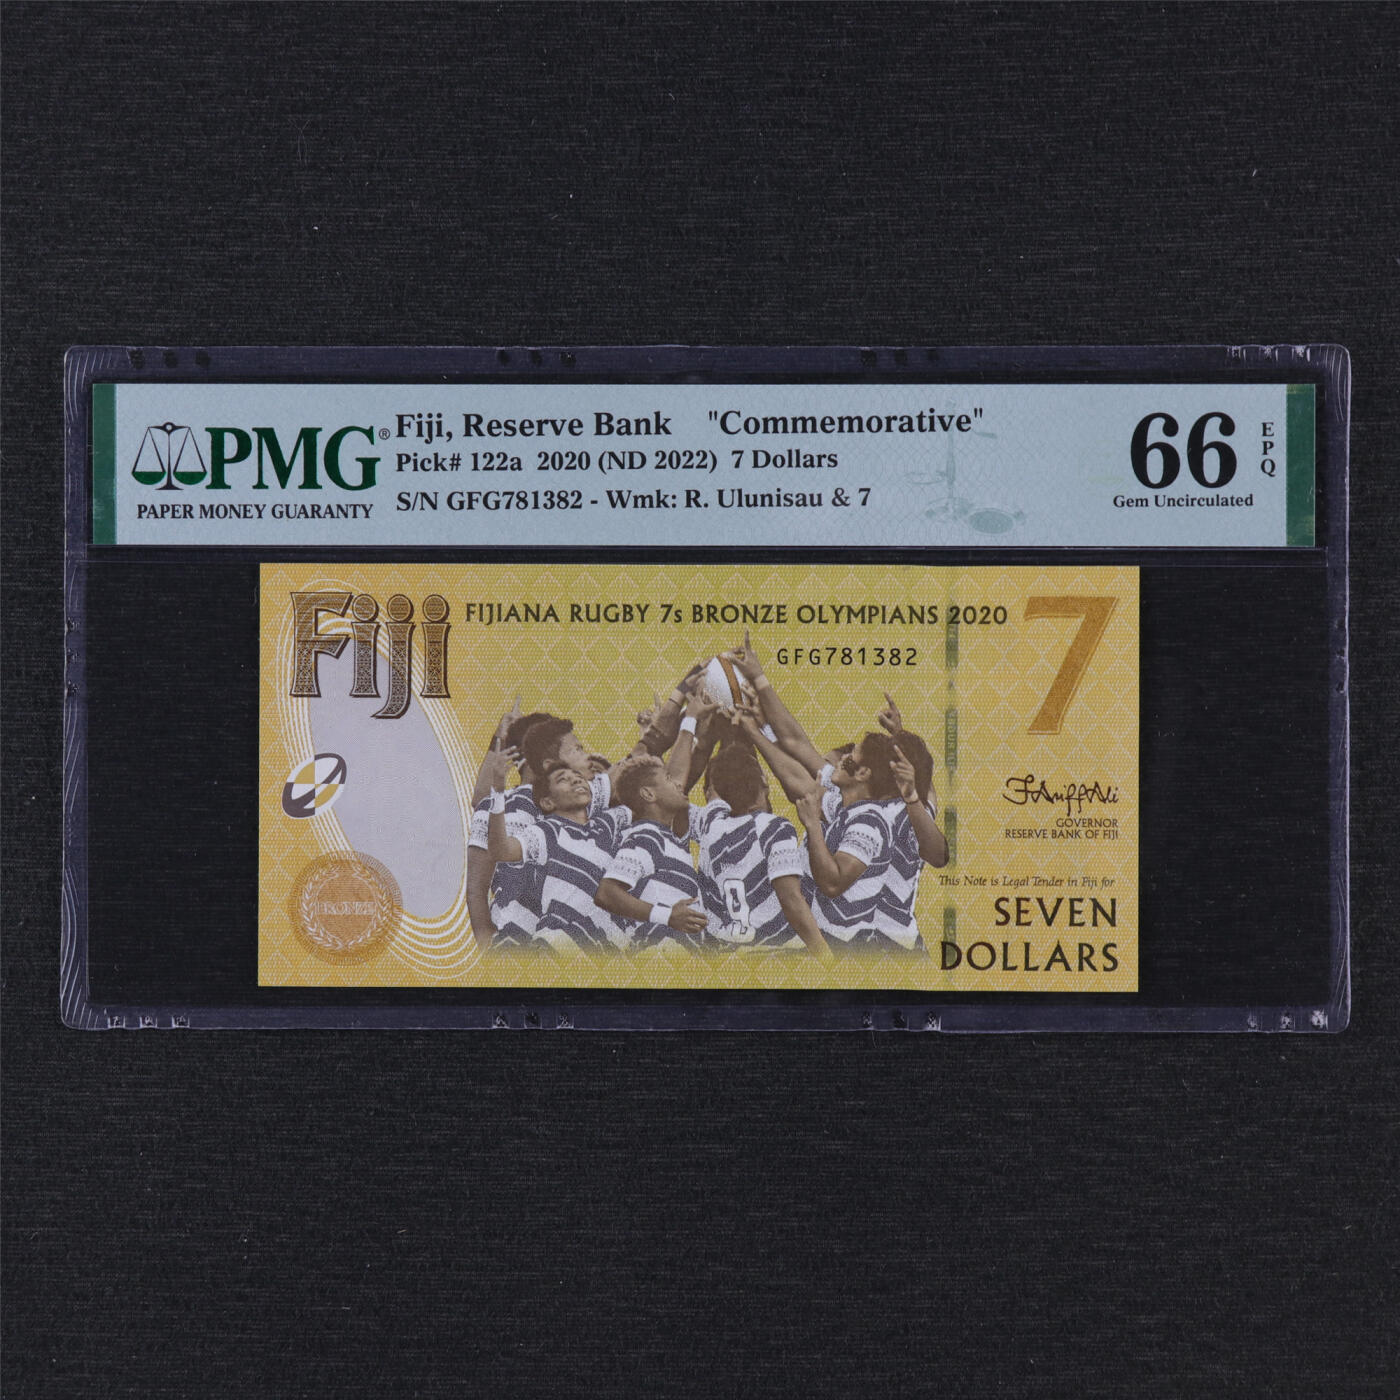 PMG®
PAPER MONEY GUARANTY
Fiji, Reserve Bank "Commemorative"
Pick# 122a 2020 (ND 2022) 7 Dollars
S/N GFG781382 - Wmk: R. Ulunisau & 7
66
EPQ
Gem Uncirculated
Fiji
FIJIANA RUGBY 7s BRONZE OLYMPIANS 2020
7
GFG781382
GOVERNOR
RESERVE BANK OF FIJI
This Note is Legal Tender in Fiji for
SEVEN
DOLLARS
BRONZE
9